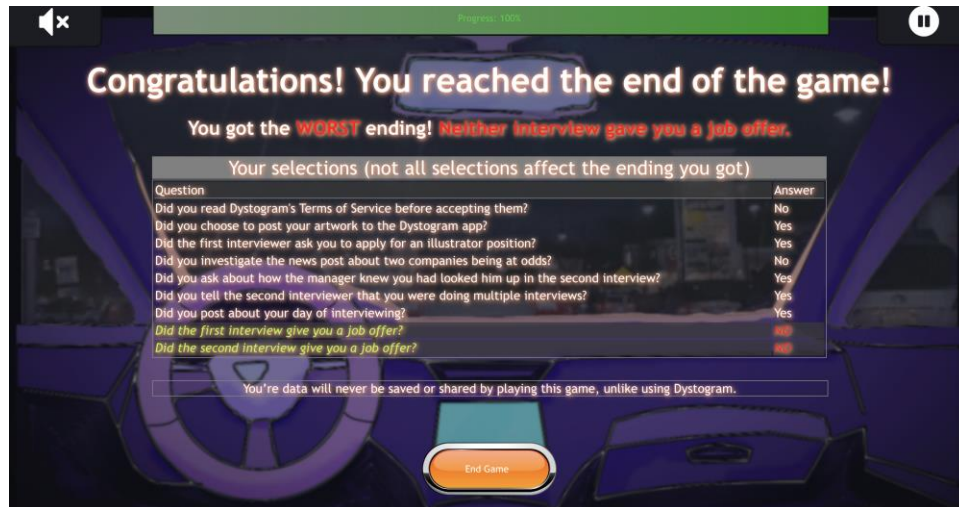 Progress: 100%
Congratulations! You reached the end of the game!
You got the WORST ending! Neither interview gave you a job offer.
Your selections (not all selections affect the ending you got)
Question Answer
Did you read Dystogram's Terms of Service before accepting them? No
Did you choose to post your artwork to the Dystogram app? Yes
Did the first interviewer ask you to apply for an illustrator position? Yes
Did you investigate the news post about two companies being at odds? No
Did you ask about how the manager knew you had looked him up in the second interview? Yes
Did you tell the second interviewer that you were doing multiple interviews? Yes
Did you post about your day of interviewing? Yes
Did the first interview give you a job offer? NO
Did the second interview give you a job offer? NO
You're data will never be saved or shared by playing this game, unlike using Dystogram.
End Game